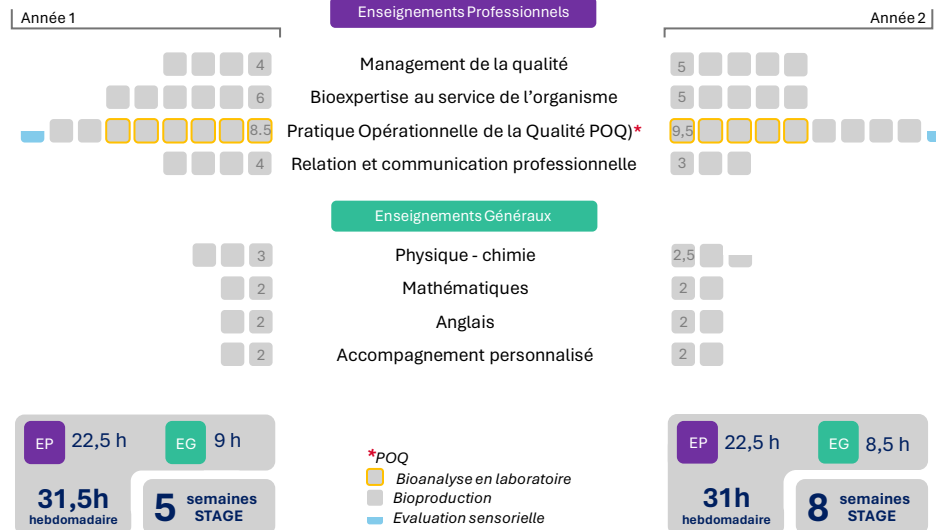 Année 1
Enseignements Professionnels
Année 2
4 Management de la qualité 5
6 Bioexpertise au service de l'organisme 5
8.5 Pratique Opérationnelle de la Qualité POQ)* 9,5
4 Relation et communication professionnelle 3
Enseignements Généraux
3 Physique - chimie 2,5
2 Mathématiques 2
2 Anglais 2
2 Accompagnement personnalisé 2
EP 22,5 h EG 9 h
31,5h hebdomadaire
5 semaines STAGE
*POQ
Bioanalyse en laboratoire
Bioproduction
Evaluation sensorielle
EP 22,5 h EG 8,5 h
31h hebdomadaire
8 semaines STAGE